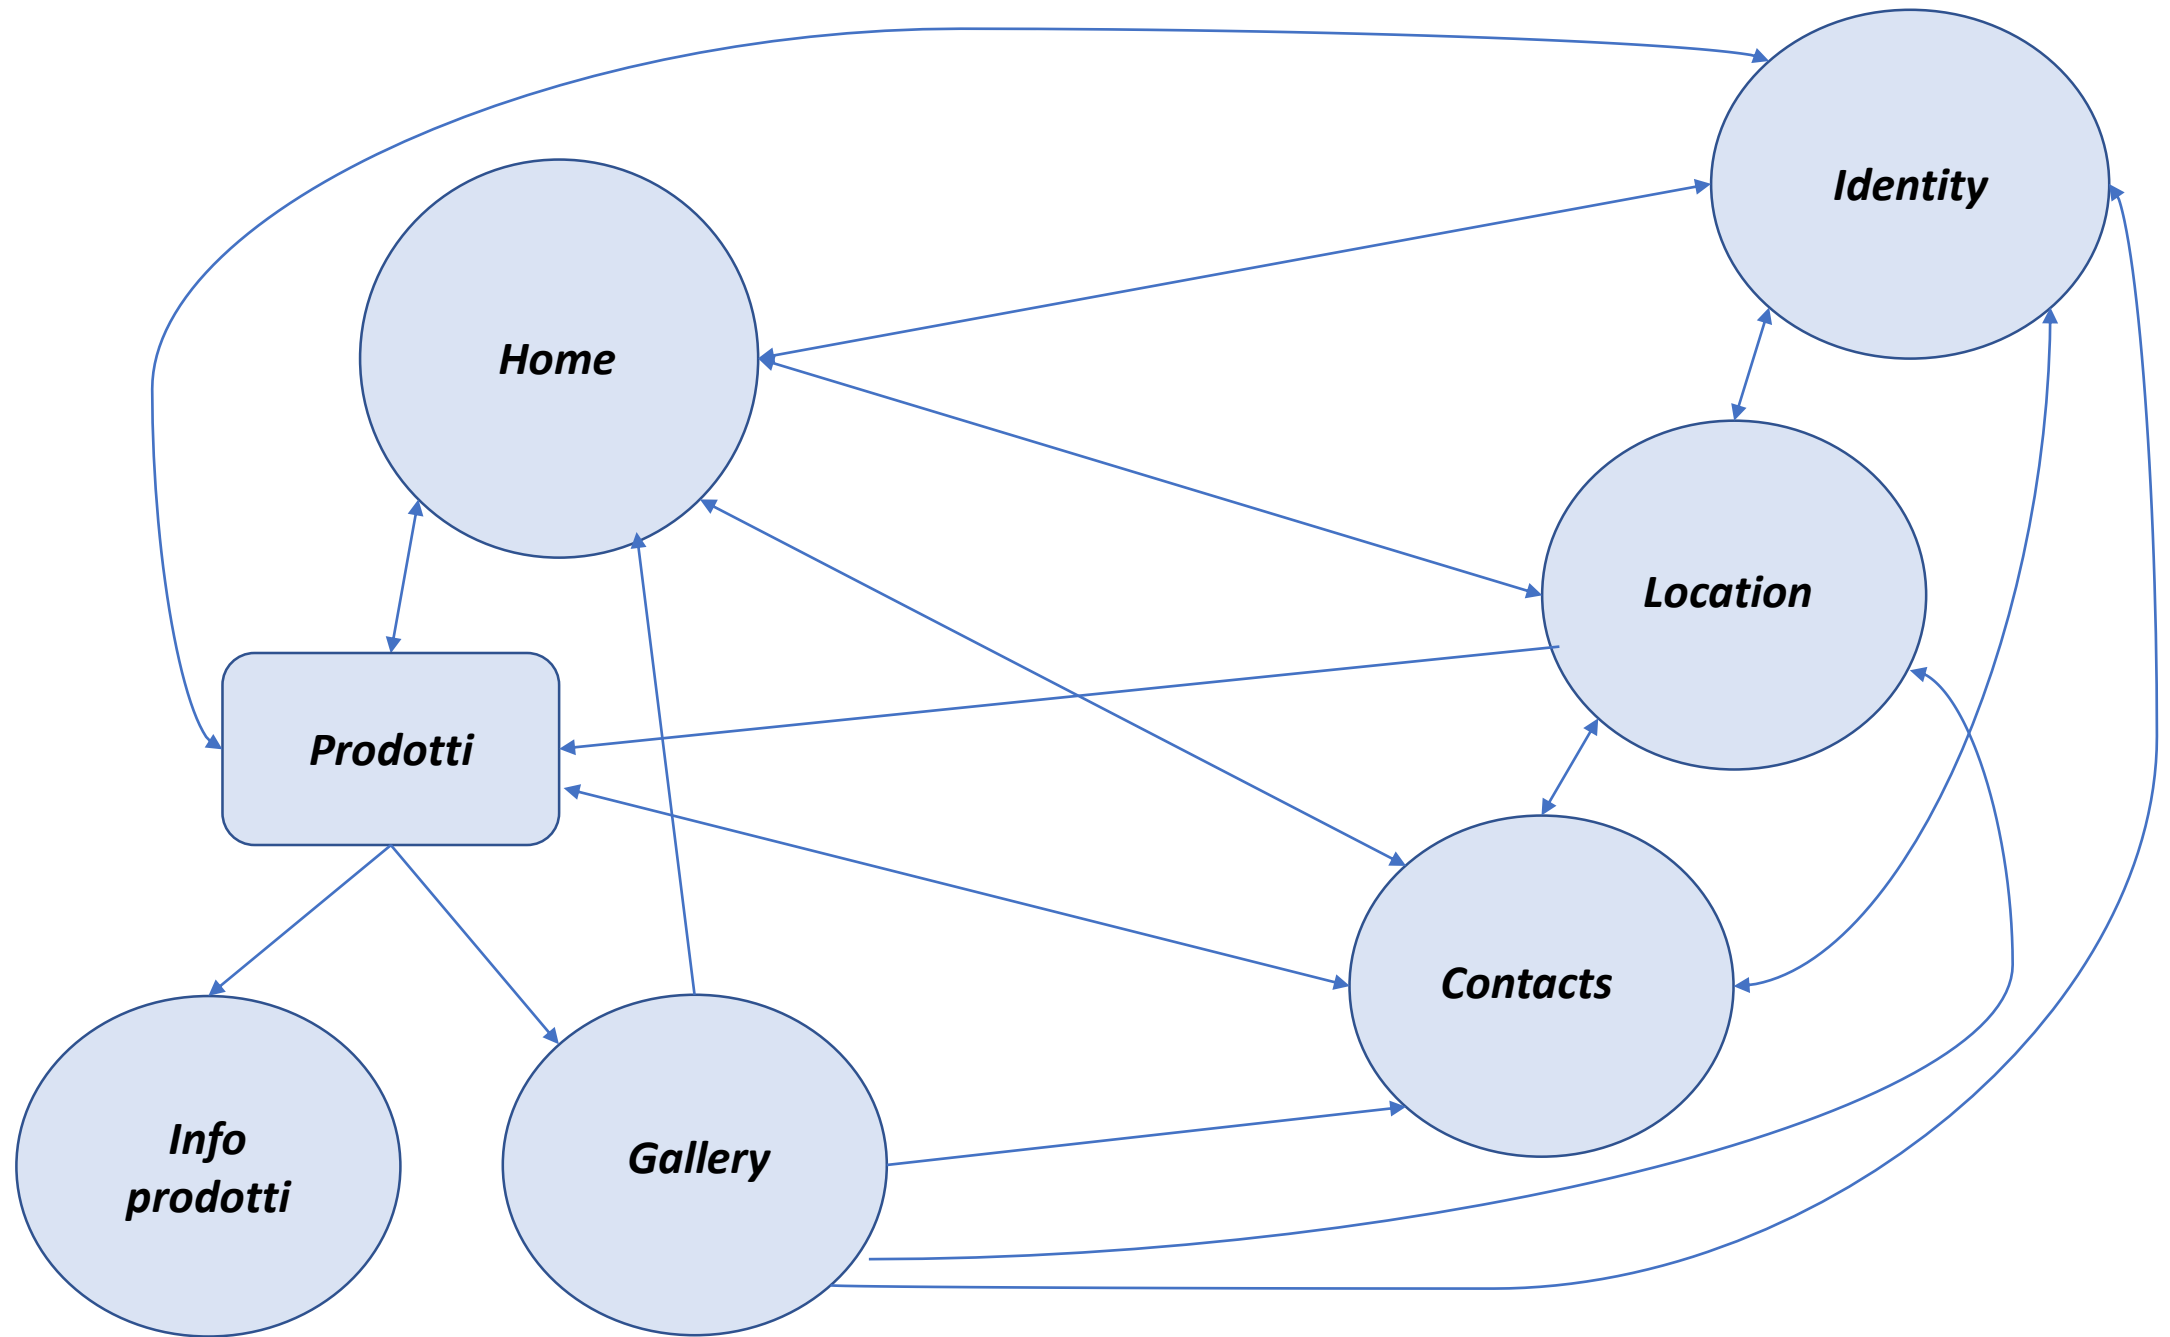 Identity
Home
Location
Prodotti
Contacts
Info
prodotti
Gallery